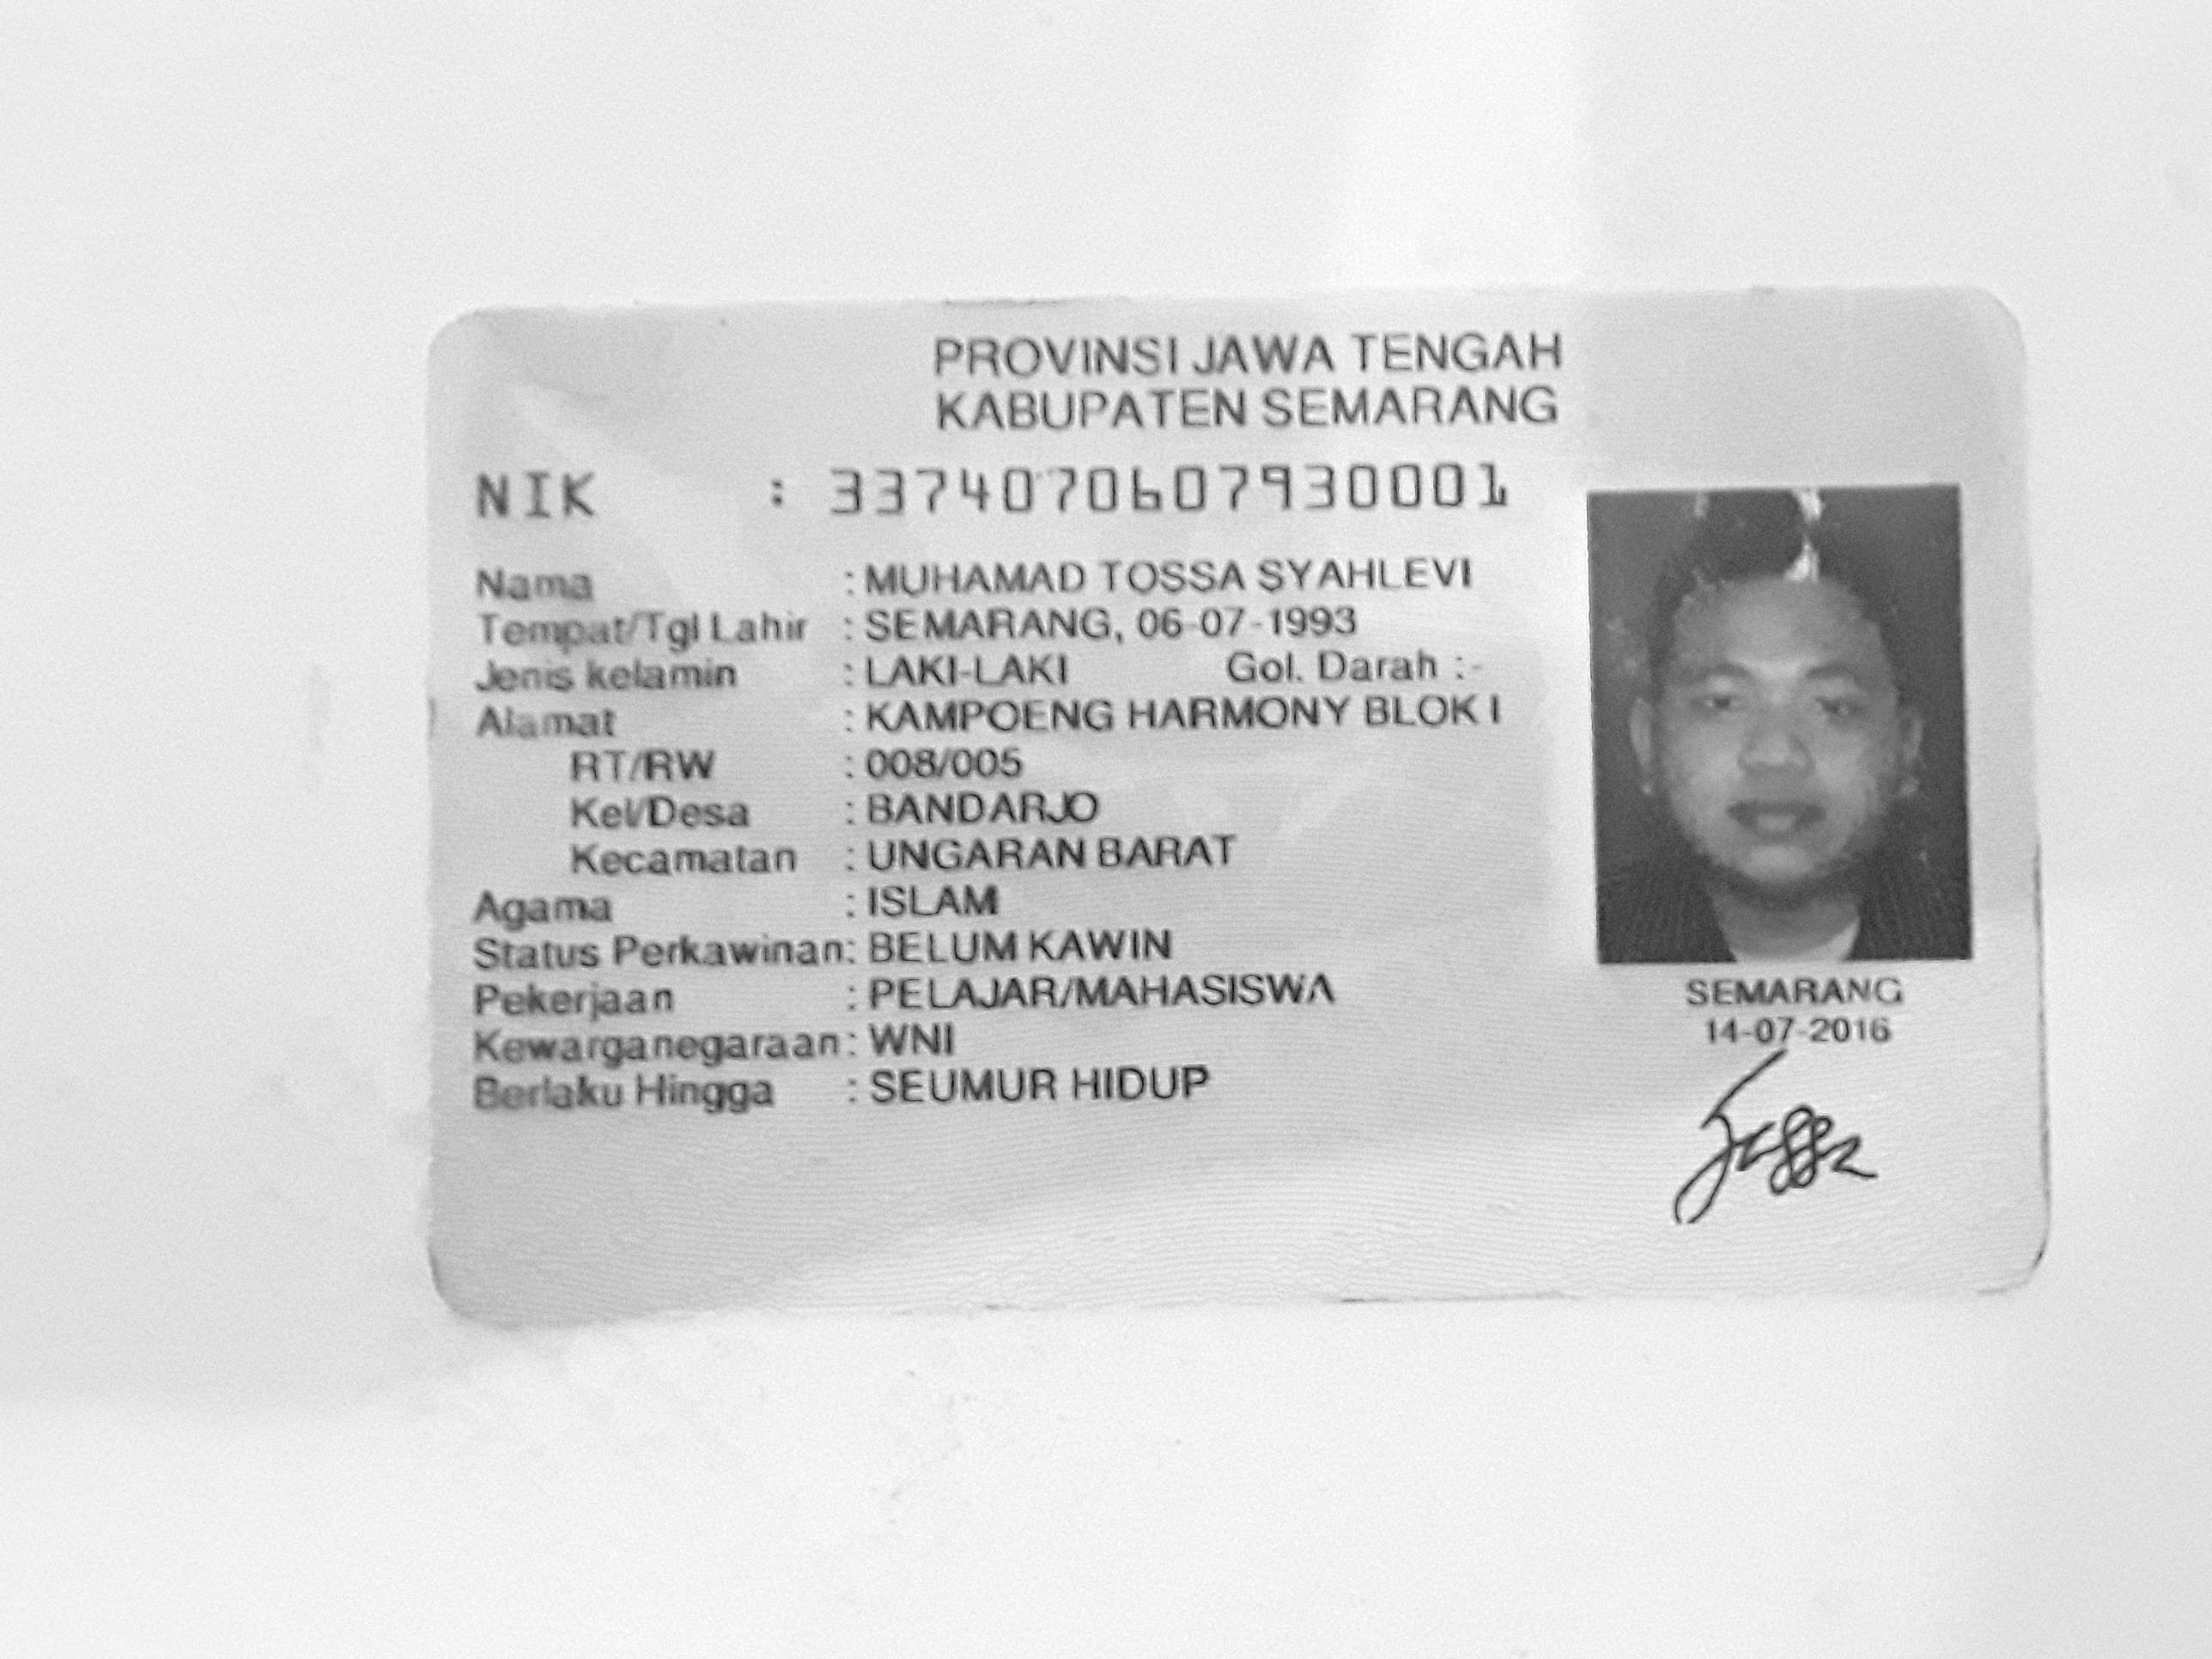 PROVINSI JAWA TENGAH
KABUPATEN SEMARANG
NIK : 3374070607930001
Nama : MUHAMAD TOSSA SYAHLEVI
Tempat/Tgl Lahir : SEMARANG, 06-07-1993
Jenis kelamin : LAKI-LAKI Gol. Darah :-
Alamat : KAMPOENG HARMONY BLOK I
RT/RW : 008/005
Kel/Desa : BANDARJO
Kecamatan : UNGARAN BARAT
Agama : ISLAM
Status Perkawinan: BELUM KAWIN
Pekerjaan : PELAJAR/MAHASISWA
Kewarganegaraan: WNI
Berlaku Hingga : SEUMUR HIDUP
SEMARANG
14-07-2016
Tossa